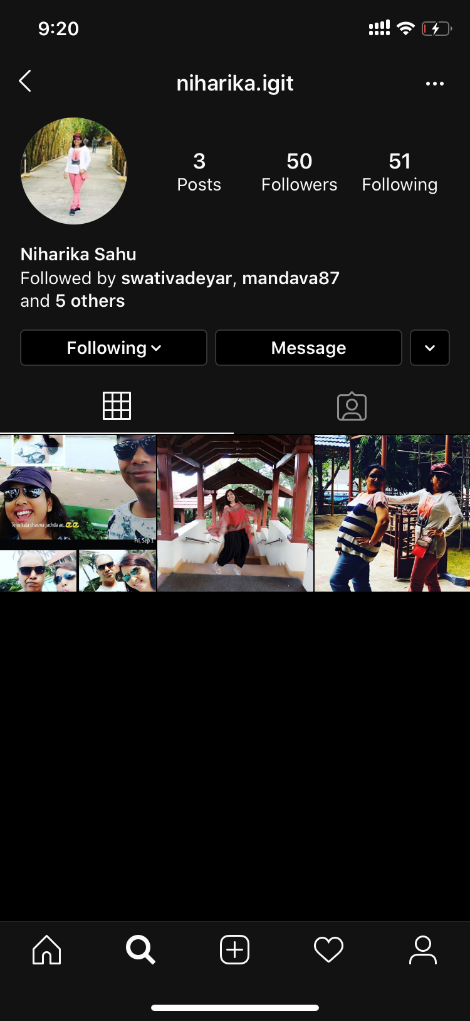 9:20
niharika.igit
3
Posts
50
Followers
51
Following
Niharika Sahu
Followed by swativadeyar, mandava87
and 5 others
Following
Message